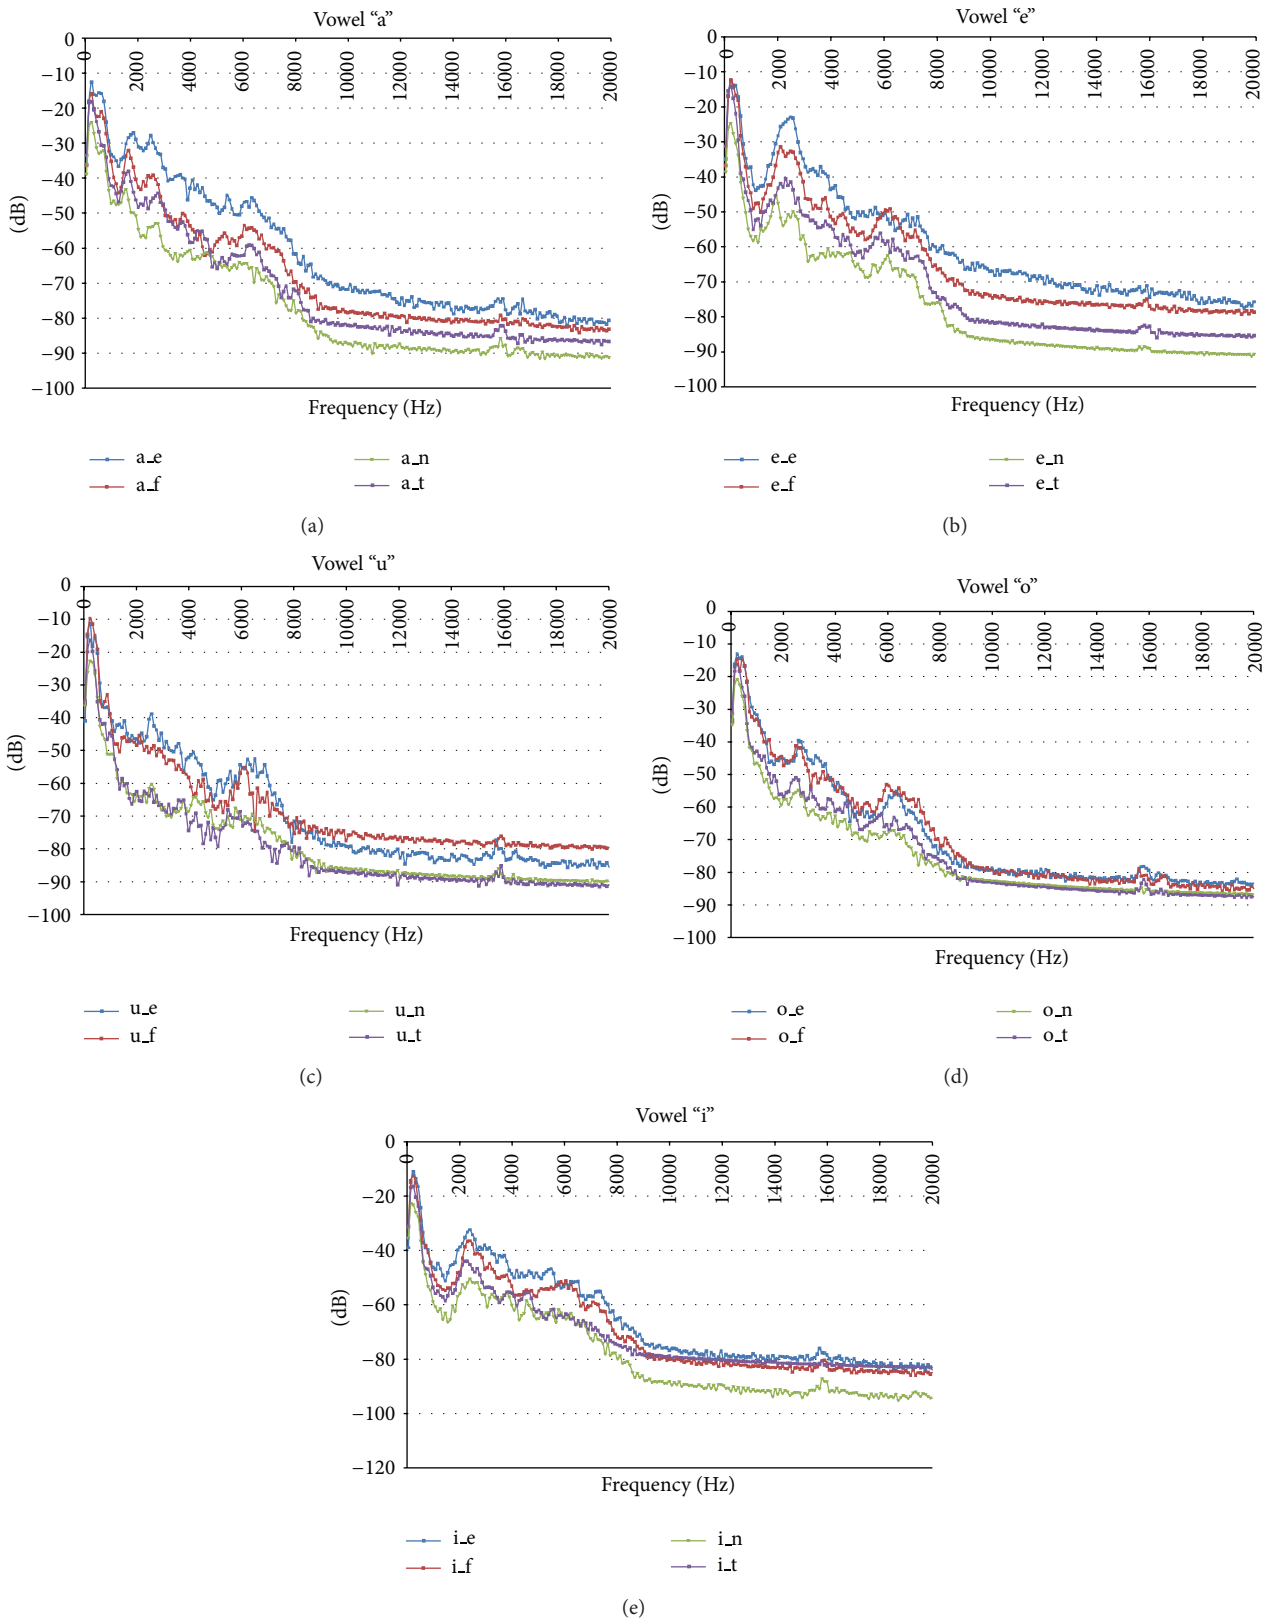 Vowel “a”
0
−10
−20
−30
−40
−50
−60
−70
−80
−90
−100
(dB)
0
2000
4000
6000
8000
10000
12000
14000
16000
18000
20000
Frequency (Hz)
a_e
a_n
a_f
a_t
(a)
Vowel “e”
0
−10
−20
−30
−40
−50
−60
−70
−80
−90
−100
(dB)
0
2000
4000
6000
8000
10000
12000
14000
16000
18000
20000
Frequency (Hz)
e_e
e_n
e_f
e_t
(b)
Vowel “u”
0
−10
−20
−30
−40
−50
−60
−70
−80
−90
−100
(dB)
0
2000
4000
6000
8000
10000
12000
14000
16000
18000
20000
Frequency (Hz)
u_e
u_n
u_f
u_t
(c)
Vowel “o”
0
−10
−20
−30
−40
−50
−60
−70
−80
−90
−100
(dB)
0
2000
4000
6000
8000
10000
12000
14000
16000
18000
20000
Frequency (Hz)
o_e
o_n
o_f
o_t
(d)
Vowel “i”
0
−20
−40
−60
−80
−100
−120
(dB)
0
2000
4000
6000
8000
10000
12000
14000
16000
18000
20000
Frequency (Hz)
i_e
i_n
i_f
i_t
(e)